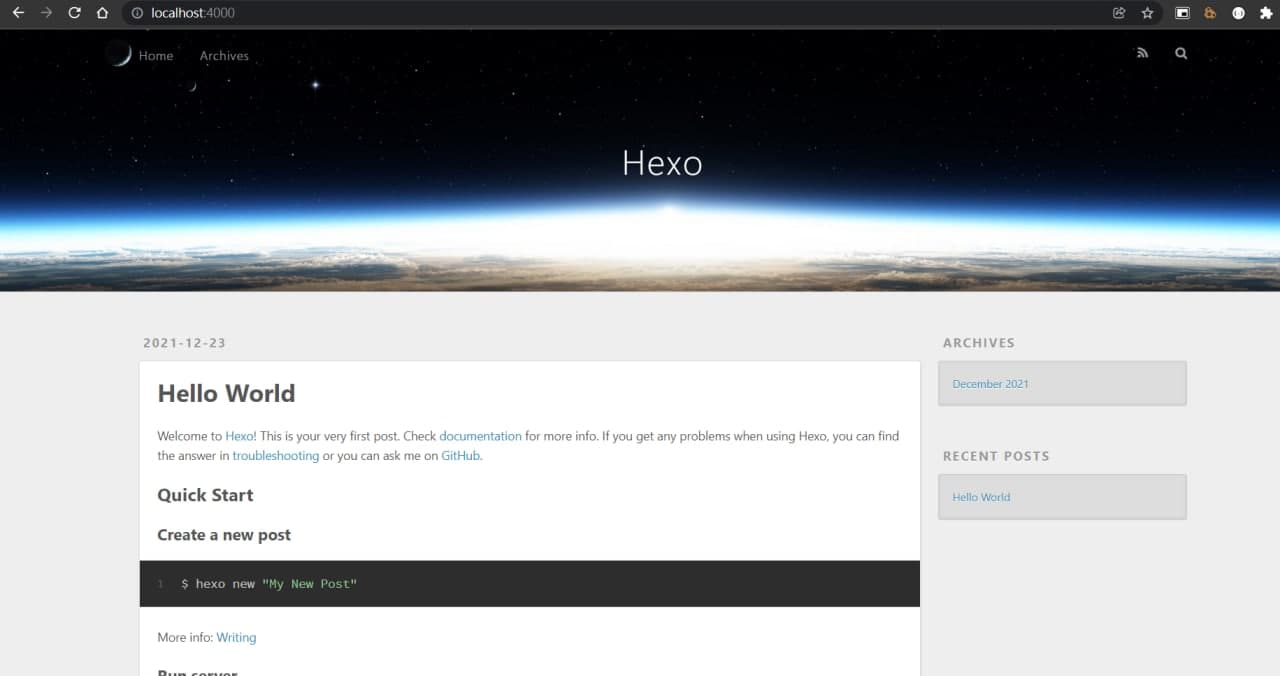 localhost:4000
Home
Archives
Hexo
2021-12-23
Hello World
Welcome to Hexo! This is your very first post. Check documentation for more info. If you get any problems when using Hexo, you can find
the answer in troubleshooting or you can ask me on GitHub.
Quick Start
Create a new post
1 $ hexo new "My New Post"
More info: Writing
Run server
ARCHIVES
December 2021
RECENT POSTS
Hello World